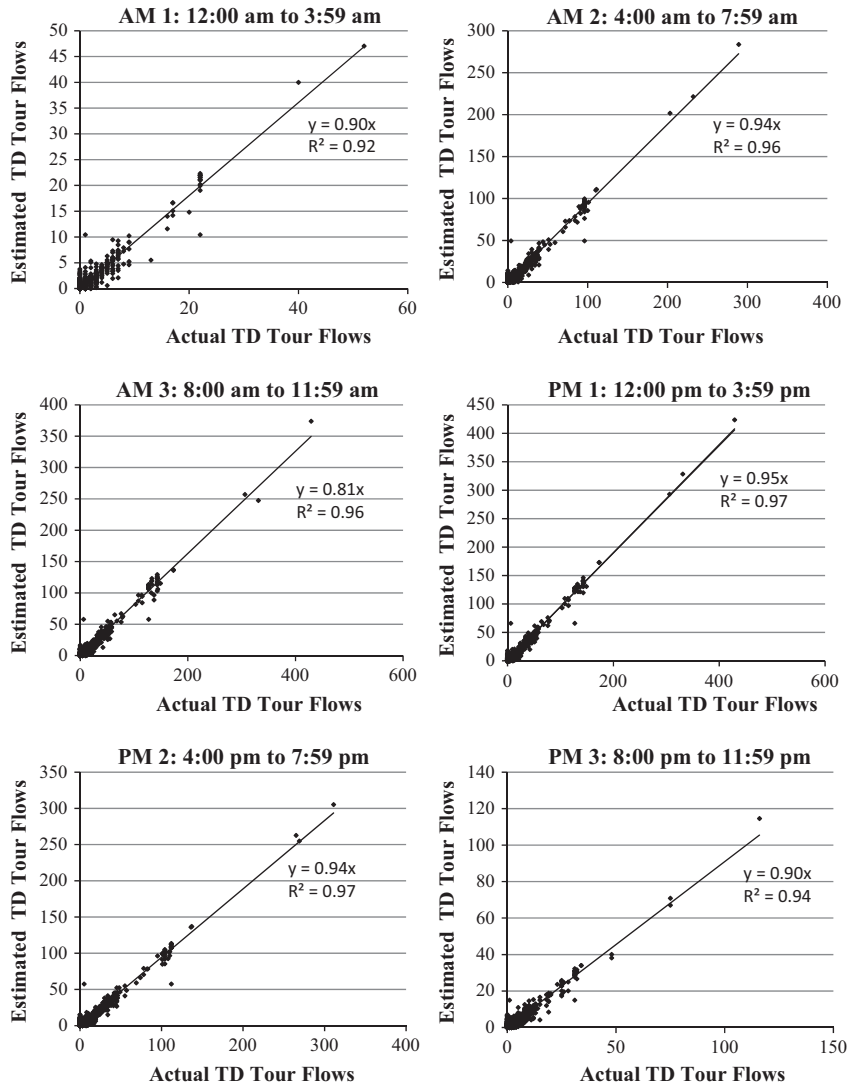 AM 1: 12:00 am to 3:59 am
Estimated TD Tour Flows
50
45
40
35
30
25
20
15
10
5
0
y = 0.90x
R² = 0.92
0 20 40 60
Actual TD Tour Flows
AM 2: 4:00 am to 7:59 am
Estimated TD Tour Flows
300
250
200
150
100
50
0
y = 0.94x
R² = 0.96
0 100 200 300 400
Actual TD Tour Flows
AM 3: 8:00 am to 11:59 am
Estimated TD Tour Flows
400
350
300
250
200
150
100
50
0
y = 0.81x
R² = 0.96
0 200 400 600
Actual TD Tour Flows
PM 1: 12:00 pm to 3:59 pm
Estimated TD Tour Flows
450
400
350
300
250
200
150
100
50
0
y = 0.95x
R² = 0.97
0 200 400 600
Actual TD Tour Flows
PM 2: 4:00 pm to 7:59 pm
Estimated TD Tour Flows
350
300
250
200
150
100
50
0
y = 0.94x
R² = 0.97
0 100 200 300 400
Actual TD Tour Flows
PM 3: 8:00 pm to 11:59 pm
Estimated TD Tour Flows
140
120
100
80
60
40
20
0
y = 0.90x
R² = 0.94
0 50 100 150
Actual TD Tour Flows